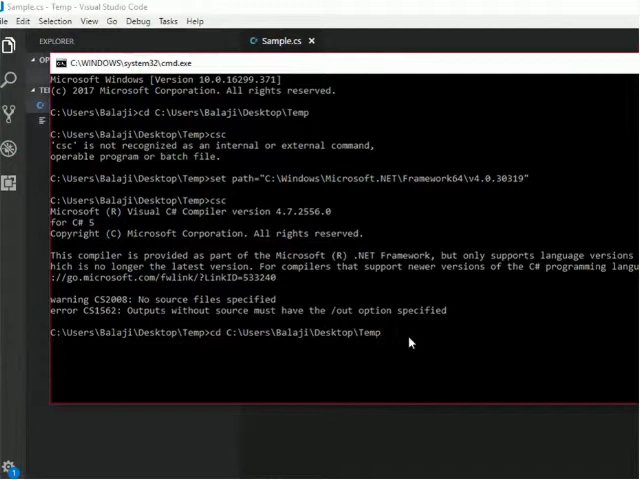 Sample.cs - Temp - Visual Studio Code
File Edit Selection View Go Debug Tasks Help
EXPLORER
Sample.cs
C:\WINDOWS\system32\cmd.exe
Microsoft Windows [Version 10.0.16299.371]
(c) 2017 Microsoft Corporation. All rights reserved.
C:\Users\Balaji>cd C:\Users\Balaji\Desktop\Temp
C:\Users\Balaji\Desktop\Temp>csc
'csc' is not recognized as an internal or external command,
operable program or batch file.
C:\Users\Balaji\Desktop\Temp>set path="C:\Windows\Microsoft.NET\Framework64\v4.0.30319"
C:\Users\Balaji\Desktop\Temp>csc
Microsoft (R) Visual C# Compiler version 4.7.2556.0
for C# 5
Copyright (C) Microsoft Corporation. All rights reserved.
This compiler is provided as part of the Microsoft (R) .NET Framework, but only supports language versions
hich is no longer the latest version. For compilers that support newer versions of the C# programming langu
://go.microsoft.com/fwlink/?LinkID=533240
warning CS2008: No source files specified
error CS1562: Outputs without source must have the /out option specified
C:\Users\Balaji\Desktop\Temp>cd C:\Users\Balaji\Desktop\Temp
1